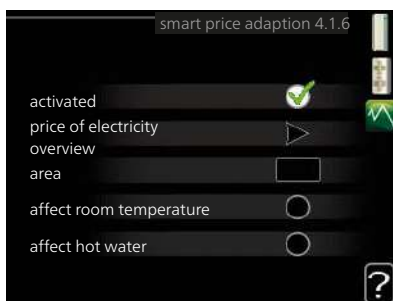 smart price adaption 4.1.6
activated
price of electricity
overview
area
affect room temperature
affect hot water
?